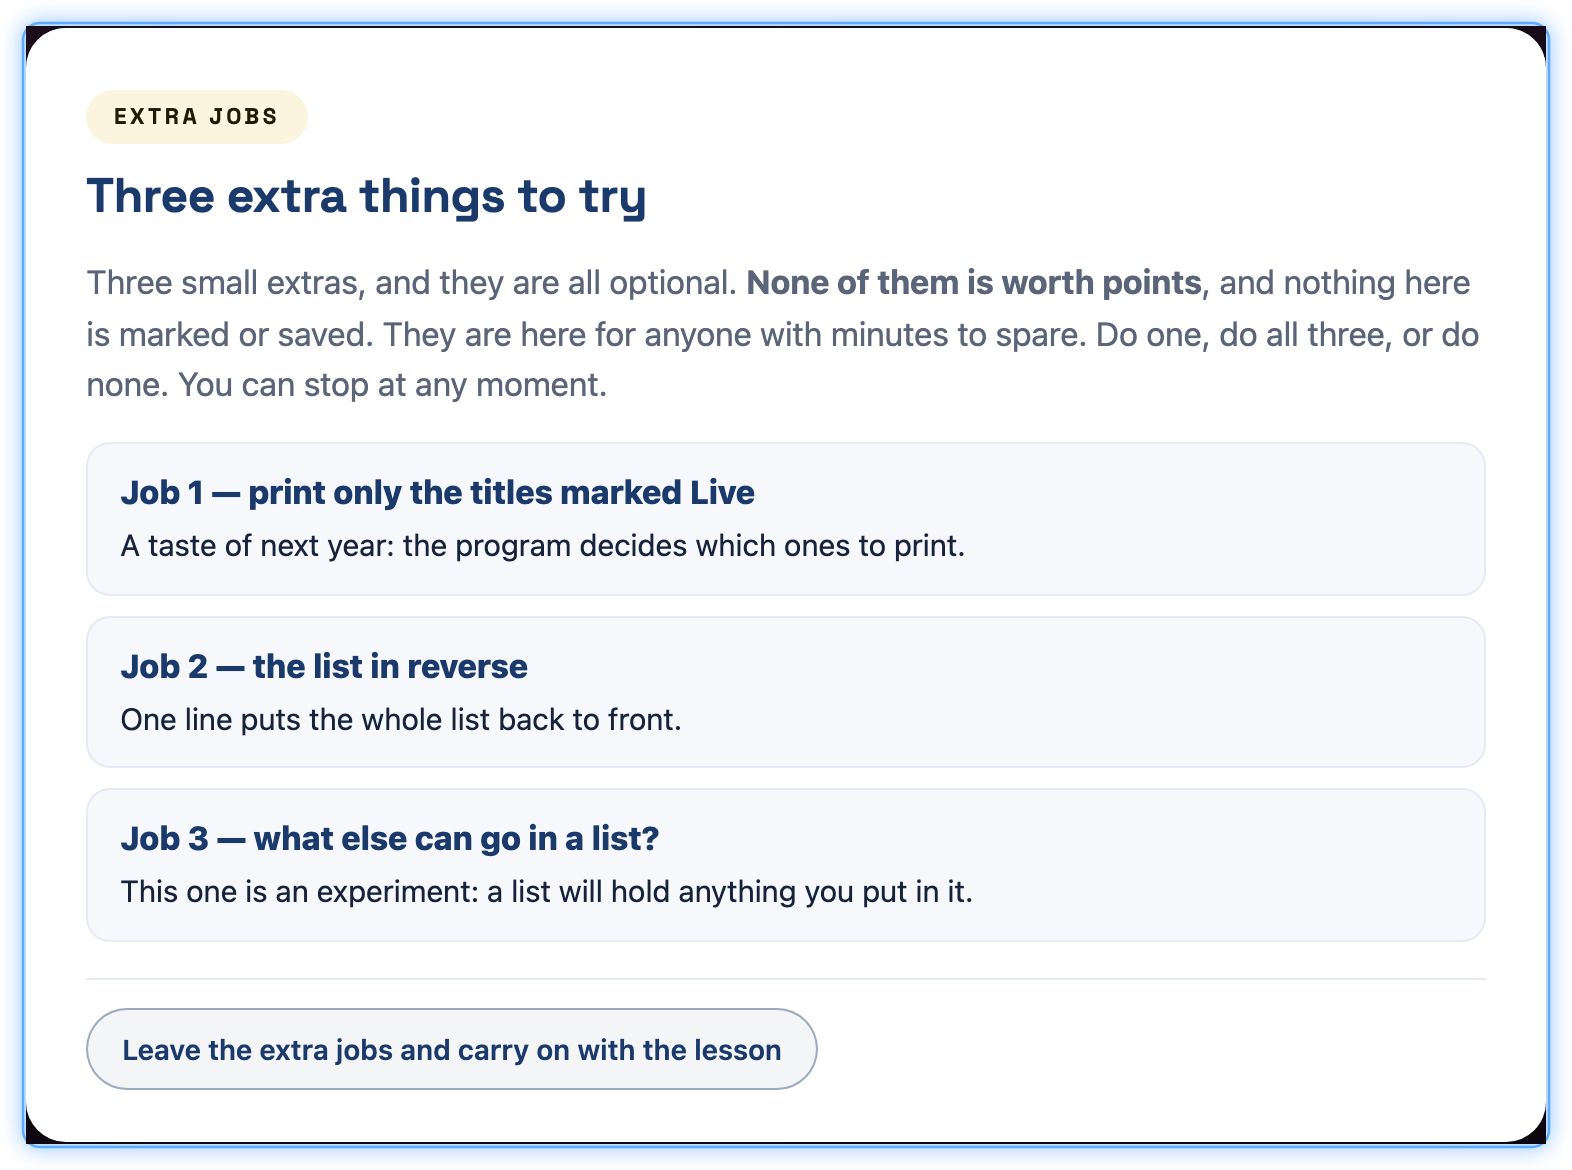 EXTRA JOBS
Three extra things to try
Three small extras, and they are all optional. None of them is worth points, and nothing here
is marked or saved. They are here for anyone with minutes to spare. Do one, do all three, or do
none. You can stop at any moment.
Job 1 — print only the titles marked Live
A taste of next year: the program decides which ones to print.
Job 2 — the list in reverse
One line puts the whole list back to front.
Job 3 — what else can go in a list?
This one is an experiment: a list will hold anything you put in it.
Leave the extra jobs and carry on with the lesson